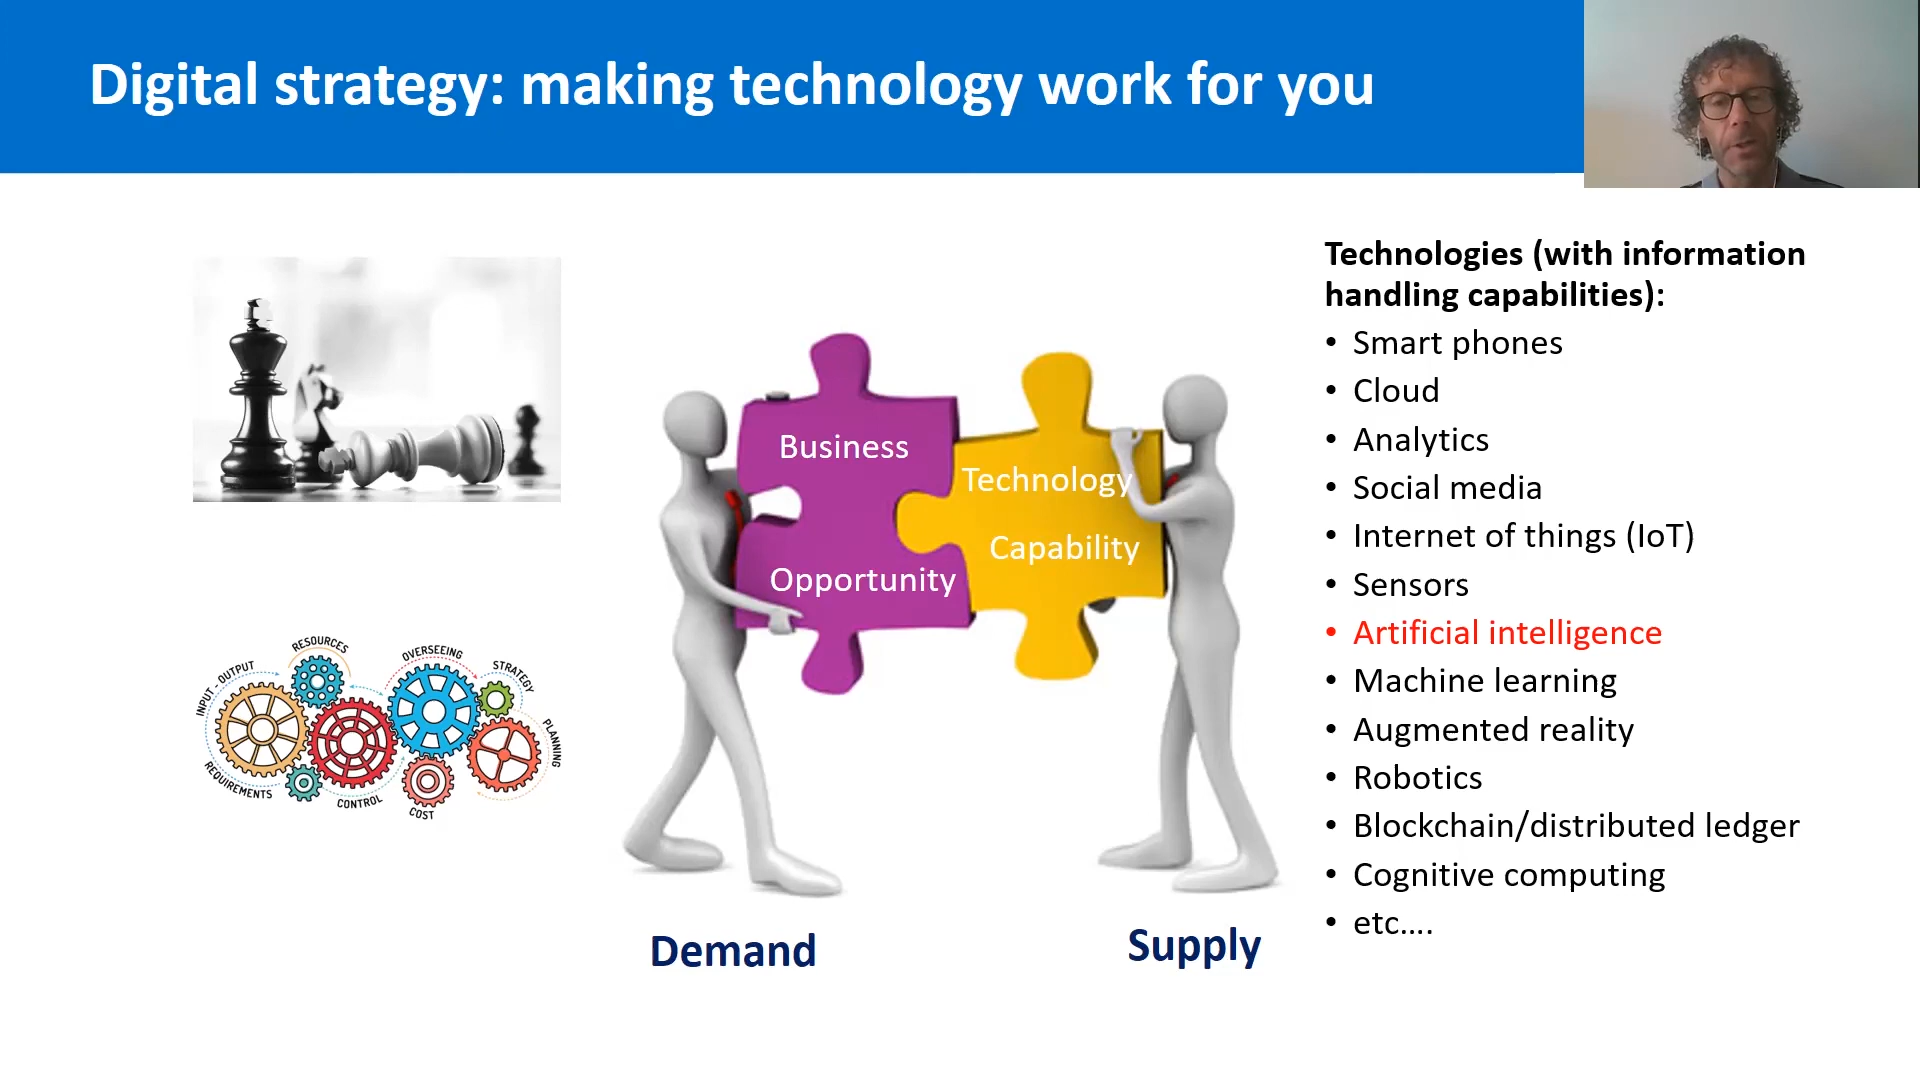 Digital strategy: making technology work for you
Business
Opportunity
Technology
Capability
Demand
Supply
INPUT - OUTPUT
RESOURCES
OVERSEEING
STRATEGY
PLANNING
REQUIREMENTS
CONTROL
COST
Technologies (with information
handling capabilities):
• Smart phones
• Cloud
• Analytics
• Social media
• Internet of things (IoT)
• Sensors
• Artificial intelligence
• Machine learning
• Augmented reality
• Robotics
• Blockchain/distributed ledger
• Cognitive computing
• etc....